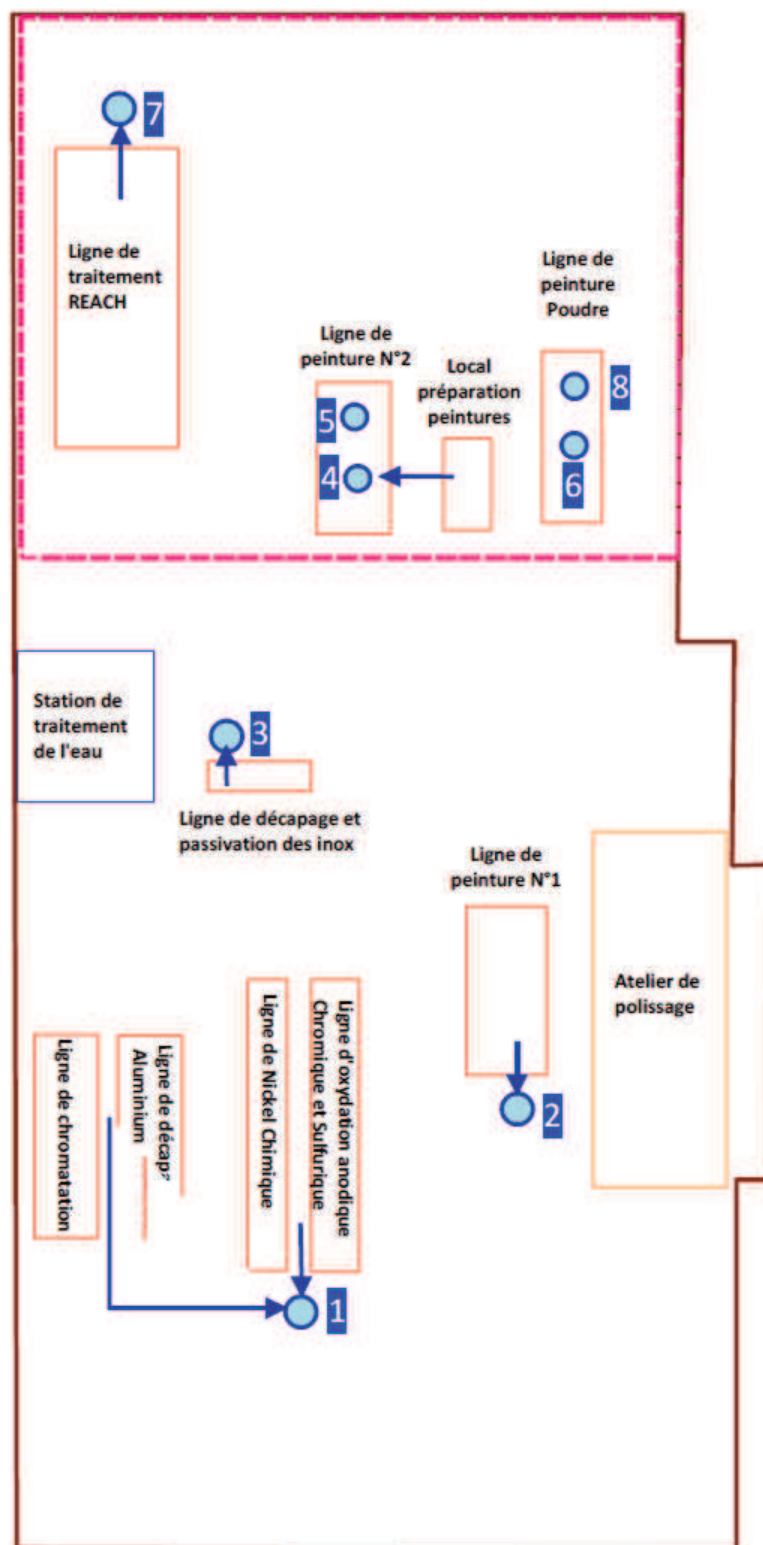 7
Ligne de
traitement
REACH
Ligne de
peinture
Poudre
Ligne de
peinture N°2
Local
préparation
peintures
8
5
4
6
Station de
traitement
de l'eau
3
Ligne de décapage et
passivation des inox
Ligne de
peinture N°1
Atelier de
polissage
2
Ligne de chromatation
Ligne de
Aluminium
Ligne de Nickel Chimique
Ligne d'oxydation anodique
Chromique et Sulfurique
1